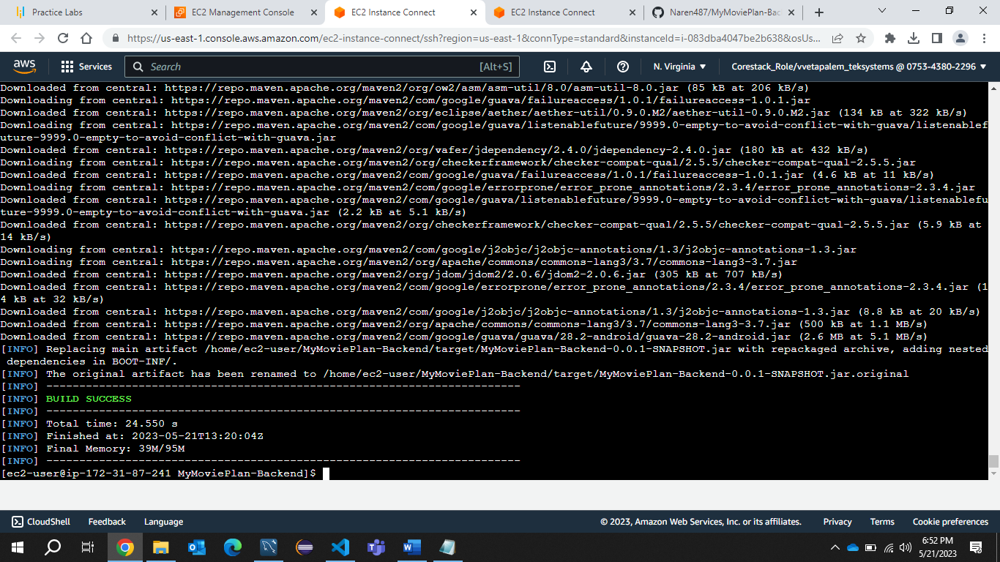 Practice Labs
EC2 Management Console
EC2 Instance Connect
EC2 Instance Connect
Naren487/MyMoviePlan-Bac
https://us-east-1.console.aws.amazon.com/ec2-instance-connect/ssh?region=us-east-1&connType=standard&instanceId=i-083dba4047be2b638&osUs...
aws
Services
Search
[Alt+S]
N. Virginia
Corestack_Role/vvetapalem_teksystems @ 0753-4380-2296
Downloaded from central: https://repo.maven.apache.org/maven2/org/ow2/asm/asm-util/8.0/asm-util-8.0.jar (85 kB at 206 kB/s)
Downloading from central: https://repo.maven.apache.org/maven2/com/google/guava/failureaccess/1.0.1/failureaccess-1.0.1.jar
Downloaded from central: https://repo.maven.apache.org/maven2/org/eclipse/aether/aether-util/0.9.0.M2/aether-util-0.9.0.M2.jar (134 kB at 322 kB/s)
Downloading from central: https://repo.maven.apache.org/maven2/com/google/guava/listenablefuture/9999.0-empty-to-avoid-conflict-with-guava/listenablef
uture-9999.0-empty-to-avoid-conflict-with-guava.jar
Downloaded from central: https://repo.maven.apache.org/maven2/org/vafer/jdependency/2.4.0/jdependency-2.4.0.jar (180 kB at 432 kB/s)
Downloading from central: https://repo.maven.apache.org/maven2/org/checkerframework/checker-compat-qual/2.5.5/checker-compat-qual-2.5.5.jar
Downloaded from central: https://repo.maven.apache.org/maven2/com/google/guava/failureaccess/1.0.1/failureaccess-1.0.1.jar (4.6 kB at 11 kB/s)
Downloading from central: https://repo.maven.apache.org/maven2/com/google/errorprone/error_prone_annotations/2.3.4/error_prone_annotations-2.3.4.jar
Downloaded from central: https://repo.maven.apache.org/maven2/com/google/guava/listenablefuture/9999.0-empty-to-avoid-conflict-with-guava/listenablefu
ture-9999.0-empty-to-avoid-conflict-with-guava.jar (2.2 kB at 5.1 kB/s)
Downloaded from central: https://repo.maven.apache.org/maven2/org/checkerframework/checker-compat-qual/2.5.5/checker-compat-qual-2.5.5.jar (5.9 kB at
14 kB/s)
Downloading from central: https://repo.maven.apache.org/maven2/com/google/j2objc/j2objc-annotations/1.3/j2objc-annotations-1.3.jar
Downloading from central: https://repo.maven.apache.org/maven2/org/apache/commons/commons-lang3/3.7/commons-lang3-3.7.jar
Downloaded from central: https://repo.maven.apache.org/maven2/org/jdom/jdom2/2.0.6/jdom2-2.0.6.jar (305 kB at 707 kB/s)
Downloaded from central: https://repo.maven.apache.org/maven2/com/google/errorprone/error_prone_annotations/2.3.4/error_prone_annotations-2.3.4.jar (1
4 kB at 32 kB/s)
Downloaded from central: https://repo.maven.apache.org/maven2/com/google/j2objc/j2objc-annotations/1.3/j2objc-annotations-1.3.jar (8.8 kB at 20 kB/s)
Downloaded from central: https://repo.maven.apache.org/maven2/org/apache/commons/commons-lang3/3.7/commons-lang3-3.7.jar (500 kB at 1.1 MB/s)
Downloaded from central: https://repo.maven.apache.org/maven2/com/google/guava/guava/28.2-android/guava-28.2-android.jar (2.6 MB at 5.1 MB/s)
[INFO] Replacing main artifact /home/ec2-user/MyMoviePlan-Backend/target/MyMoviePlan-Backend-0.0.1-SNAPSHOT.jar with repackaged archive, adding nested
dependencies in BOOT-INF/.
[INFO] The original artifact has been renamed to /home/ec2-user/MyMoviePlan-Backend/target/MyMoviePlan-Backend-0.0.1-SNAPSHOT.jar.original
[INFO] ------------------------------------------------------------------------
[INFO] BUILD SUCCESS
[INFO] ------------------------------------------------------------------------
[INFO] Total time: 24.550 s
[INFO] Finished at: 2023-05-21T13:20:04Z
[INFO] Final Memory: 39M/95M
[INFO] ------------------------------------------------------------------------
[ec2-user@ip-172-31-87-241 MyMoviePlan-Backend]$
CloudShell
Feedback
Language
© 2023, Amazon Web Services, Inc. or its affiliates.
Privacy
Terms
Cookie preferences
6:52 PM
5/21/2023